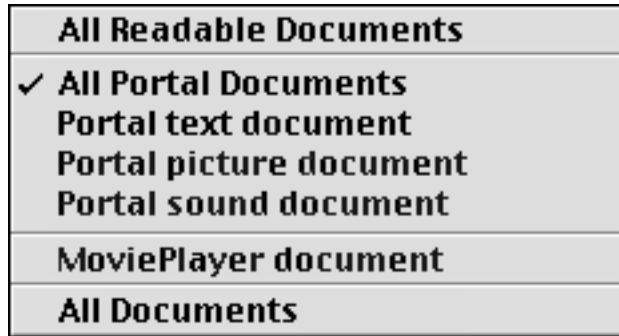 All Readable Documents
All Portal Documents
Portal text document
Portal picture document
Portal sound document
MoviePlayer document
All Documents